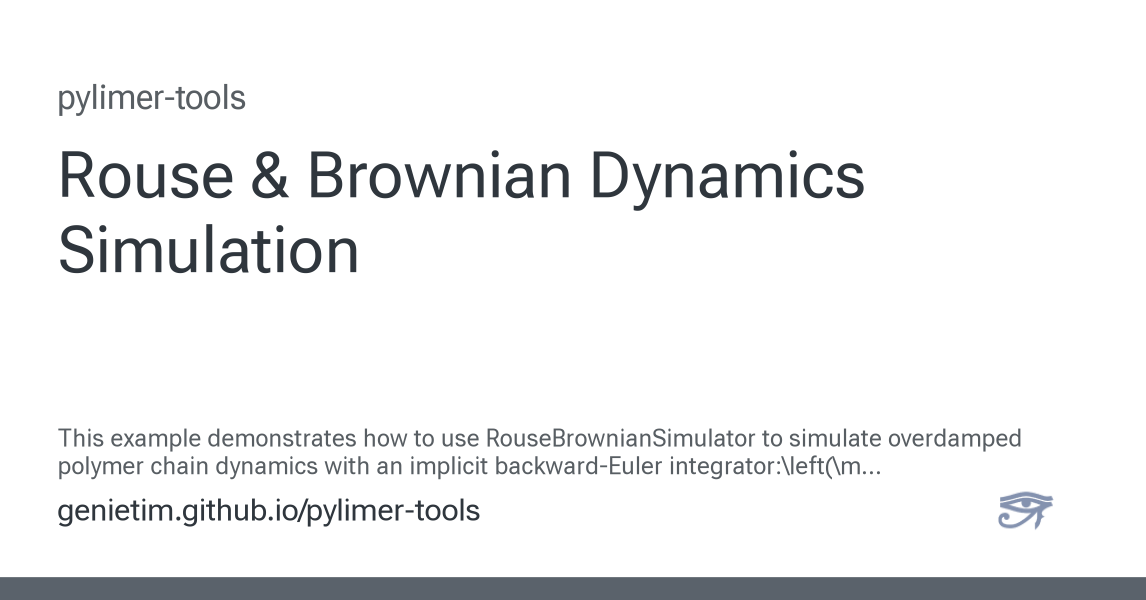 pylimer-tools
Rouse & Brownian Dynamics
Simulation
This example demonstrates how to use RouseBrownianSimulator to simulate overdamped
polymer chain dynamics with an implicit backward-Euler integrator:\left(\m...
genietim.github.io/pylimer-tools